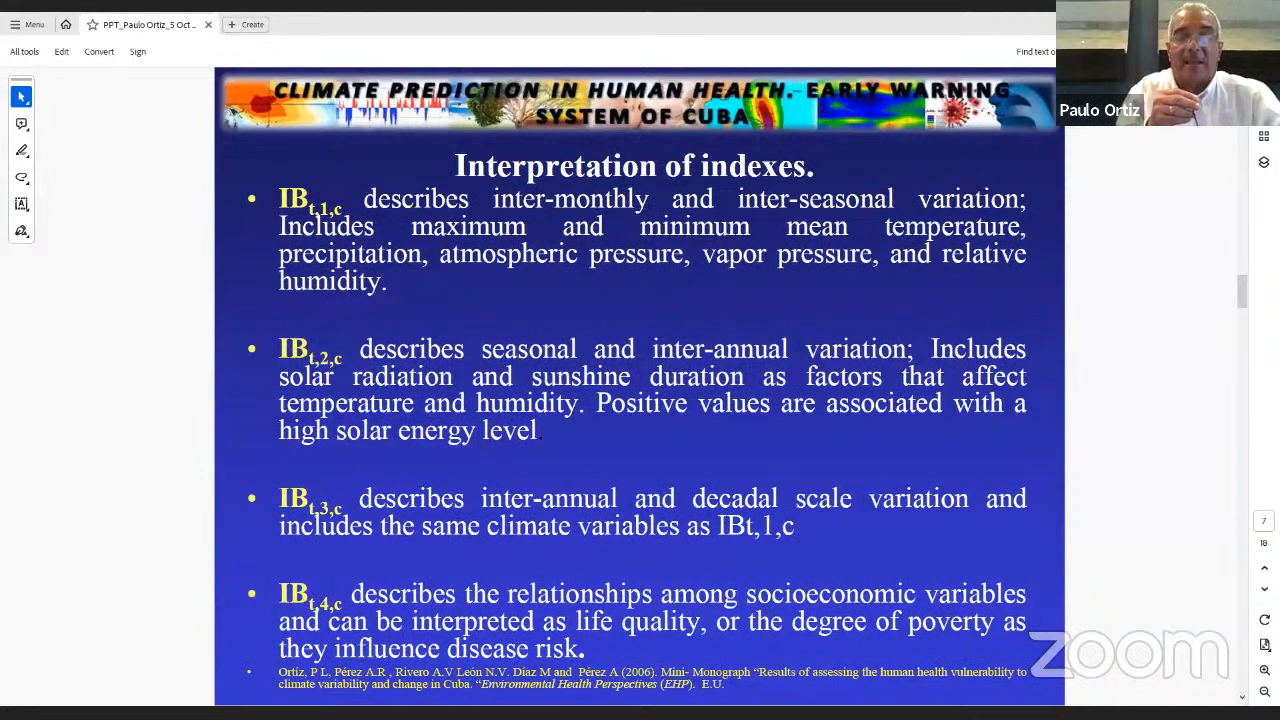 Menu
PPT_Paulo Ortiz_5 Oct ...
Create
All tools
Edit
Convert
Sign
Find text o
Paulo Ortiz
CLIMATE PREDICTION IN HUMAN HEALTH. EARLY WARNING
SYSTEM OF CUBA
Interpretation of indexes.
• IBt,1,c describes inter-monthly and inter-seasonal variation;
Includes maximum and minimum mean temperature,
precipitation, atmospheric pressure, vapor pressure, and relative
humidity.
• IBt,2,c describes seasonal and inter-annual variation; Includes
solar radiation and sunshine duration as factors that affect
temperature and humidity. Positive values are associated with a
high solar energy level.
• IBt,3,c describes inter-annual and decadal scale variation and
includes the same climate variables as IBt,1,c
• IBt,4,c describes the relationships among socioeconomic variables
and can be interpreted as life quality, or the degree of poverty as
they influence disease risk.
• Ortíz, P L, Pérez A.R , Rivero A.V León N.V. Díaz M and Pérez A (2006). Mini- Monograph “Results of assessing the human health vulnerability to
climate variability and change in Cuba. “Environmental Health Perspectives (EHP). E.U.
7
18
zoom